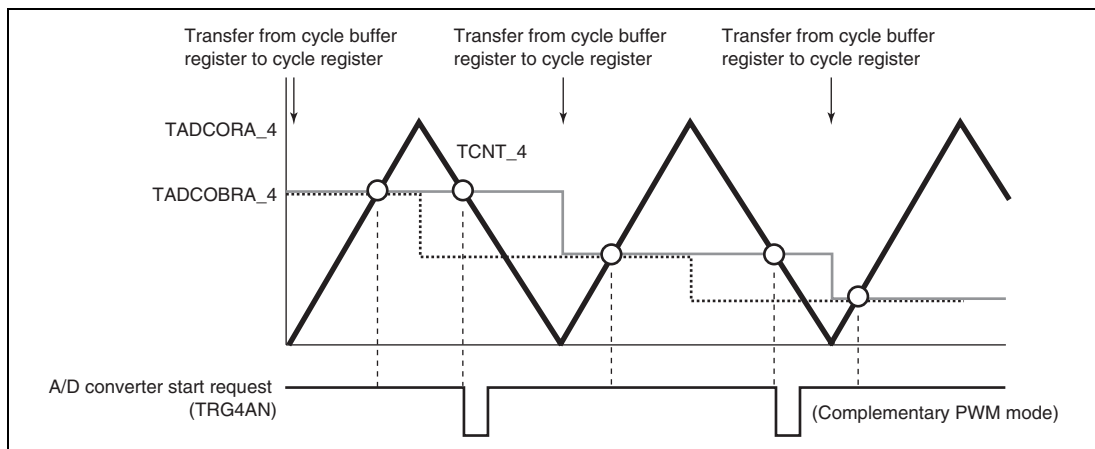 Transfer from cycle buffer
register to cycle register
Transfer from cycle buffer
register to cycle register
Transfer from cycle buffer
register to cycle register
TADCORA_4
TCNT_4
TADCOBRA_4
A/D converter start request
(TRG4AN)
(Complementary PWM mode)